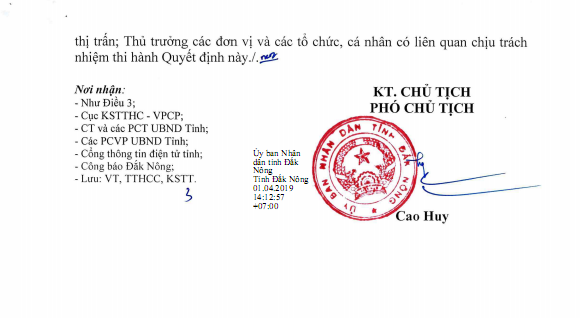 thị trấn; Thủ trưởng các đơn vị và các tổ chức, cá nhân có liên quan chịu trách
nhiệm thi hành Quyết định này./.
Nơi nhận:
- Như Điều 3;
- Cục KSTTHC - VPCP;
- CT và các PCT UBND Tỉnh;
- Các PCVP UBND Tỉnh;
- Cổng thông tin điện tử tỉnh;
- Công báo Đắk Nông;
- Lưu: VT, TTHCC, KSTT.
3
Ủy ban Nhân
dân tỉnh Đắk
Nông
Tỉnh Đắk Nông
01.04.2019
14:12:57
+07:00
KT. CHỦ TỊCH
PHÓ CHỦ TỊCH
ỦY BAN NHÂN DÂN TỈNH ĐẮK NÔNG
Cao Huy